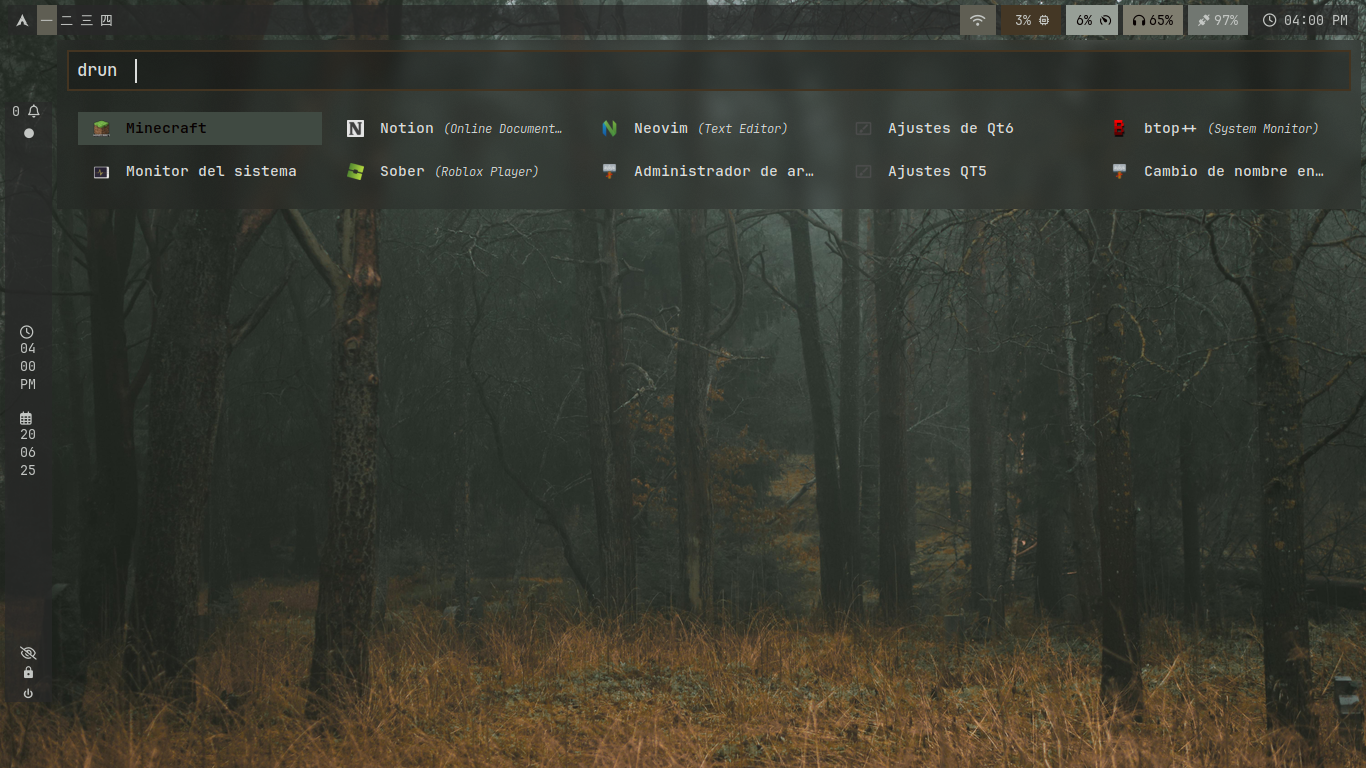 一 二 三 四 3% 6% 65% 97% 04:00 PM
drun
0
Minecraft Notion (Online Document… Neovim (Text Editor) Ajustes de Qt6 btop++ (System Monitor)
Monitor del sistema Sober (Roblox Player) Administrador de ar… Ajustes QT5 Cambio de nombre en…
04
00
PM
20
06
25